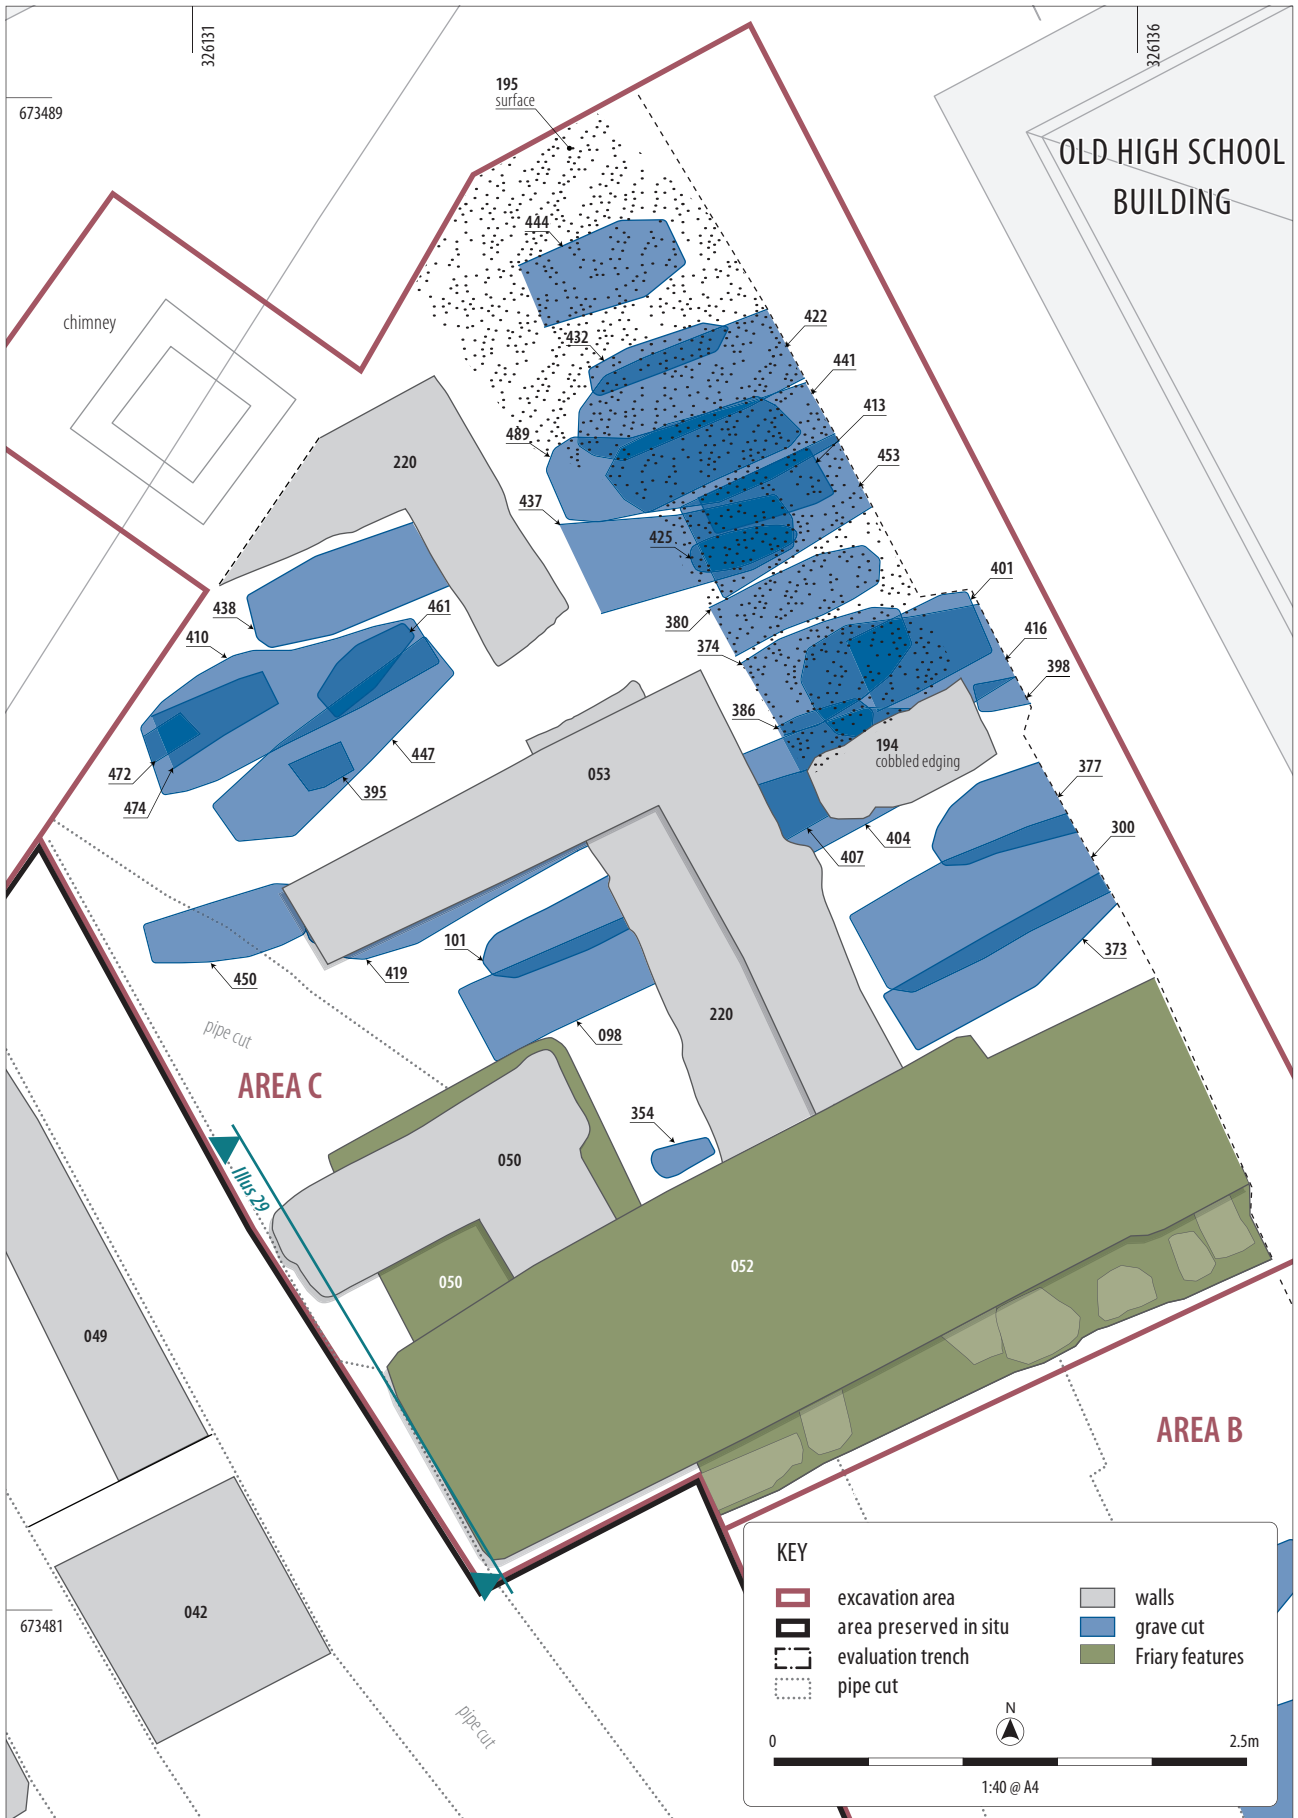 326131
326136
673489
195
surface
OLD HIGH SCHOOL
BUILDING
444
chimney
422
432
441
413
489
453
220
437
425
401
438
461
380
410
374
416
398
386
194
cobbled edging
472
447
053
377
474
395
300
404
407
101
419
373
450
220
pipe cut
098
AREA C
354
050
Illus 29
052
050
049
AREA B
KEY
excavation area
walls
042
673481
area preserved in situ
grave cut
evaluation trench
Friary features
pipe cut
pipe cut
N
0
2.5m
1:40 @ A4